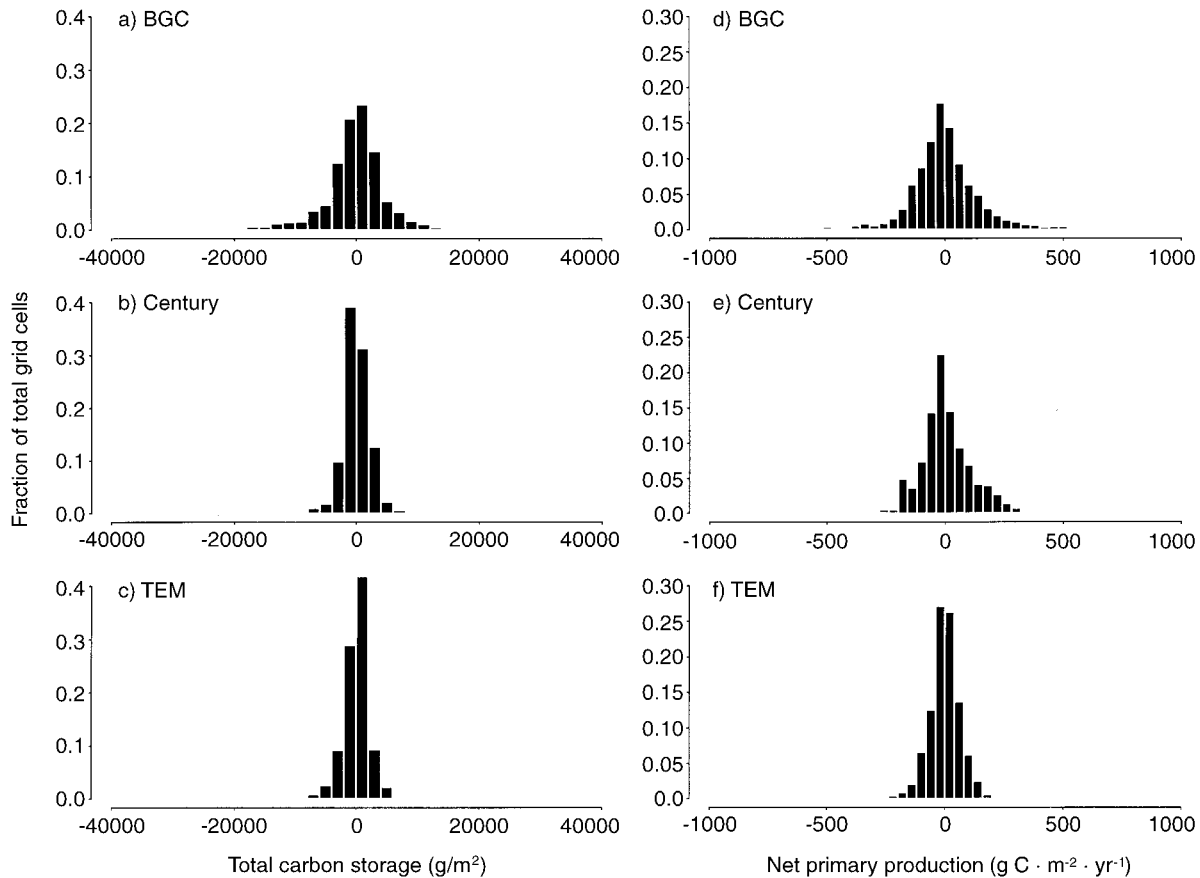 a) BGC
0.4
0.3
0.2
0.1
0.0
-40000 -20000 0 20000 40000
b) Century
0.4
0.3
0.2
0.1
0.0
-40000 -20000 0 20000 40000
c) TEM
0.4
0.3
0.2
0.1
0.0
-40000 -20000 0 20000 40000
Fraction of total grid cells
Total carbon storage (g/m²)
d) BGC
0.30
0.25
0.20
0.15
0.10
0.05
0.0
-1000 -500 0 500 1000
e) Century
0.30
0.25
0.20
0.15
0.10
0.05
0.0
-1000 -500 0 500 1000
f) TEM
0.30
0.25
0.20
0.15
0.10
0.05
0.0
-1000 -500 0 500 1000
Net primary production (g C · m⁻² · yr⁻¹)